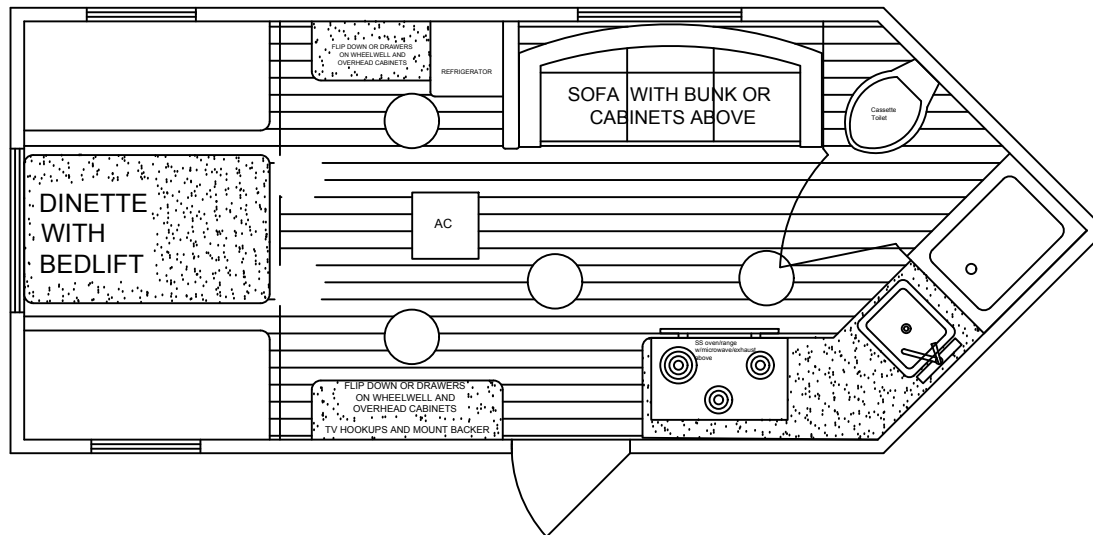 FLIP DOWN OR DRAWERS
ON WHEELWELL AND
OVERHEAD CABINETS
REFRIGERATOR
SOFA WITH BUNK OR
CABINETS ABOVE
Cassette
Toilet
DINETTE
WITH
BEDLIFT
AC
SS oven/range
w/microwave/exhaust
above
FLIP DOWN OR DRAWERS
ON WHEELWELL AND
OVERHEAD CABINETS
TV HOOKUPS AND MOUNT BACKER